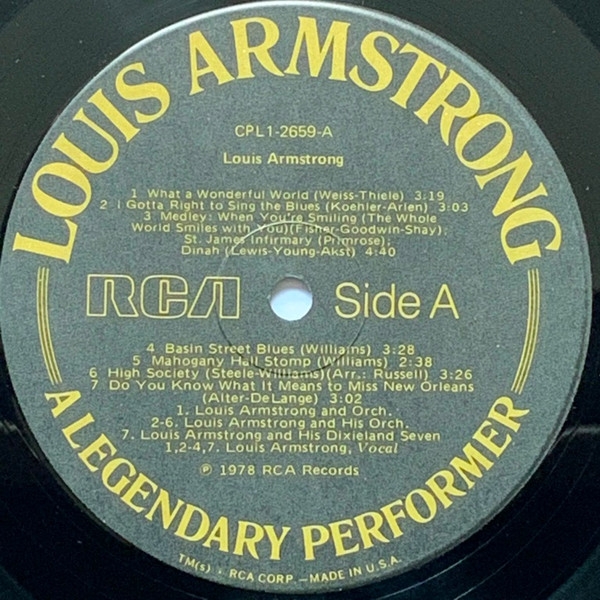 LOUIS ARMSTRONG
CPL1-2659-A
Louis Armstrong
1 What a Wonderful World (Weiss-Thiele) 3:19
2 I Gotta Right to Sing the Blues (Koehler-Arlen) 3:03
3 Medley: When You're Smiling (The Whole
World Smiles with You)(Fisher-Goodwin-Shay);
St. James Infirmary (Primrose);
Dinah (Lewis-Young-Akst) 4:40
RCA Side A
4 Basin Street Blues (Williams) 3:28
5 Mahogany Hall Stomp (Williams) 2:38
6 High Society (Steele-Williams)(Arr.: Russell) 3:26
7 Do You Know What It Means to Miss New Orleans
(Alter-DeLange) 3:02
1. Louis Armstrong and Orch.
2-6. Louis Armstrong and His Orch.
7. Louis Armstrong and His Dixieland Seven
1,2-4,7. Louis Armstrong, Vocal
℗ 1978 RCA Records
A LEGENDARY PERFORMER
TM(s) • RCA CORP.—MADE IN U.S.A.